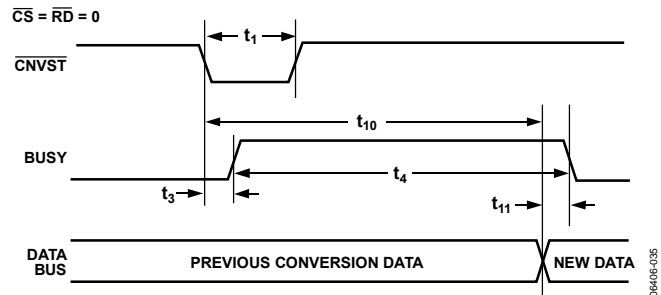 CS = RD = 0
t1
CNVST
t10
BUSY
t4
t3
t11
DATA
BUS
PREVIOUS CONVERSION DATA
NEW DATA
06406-035